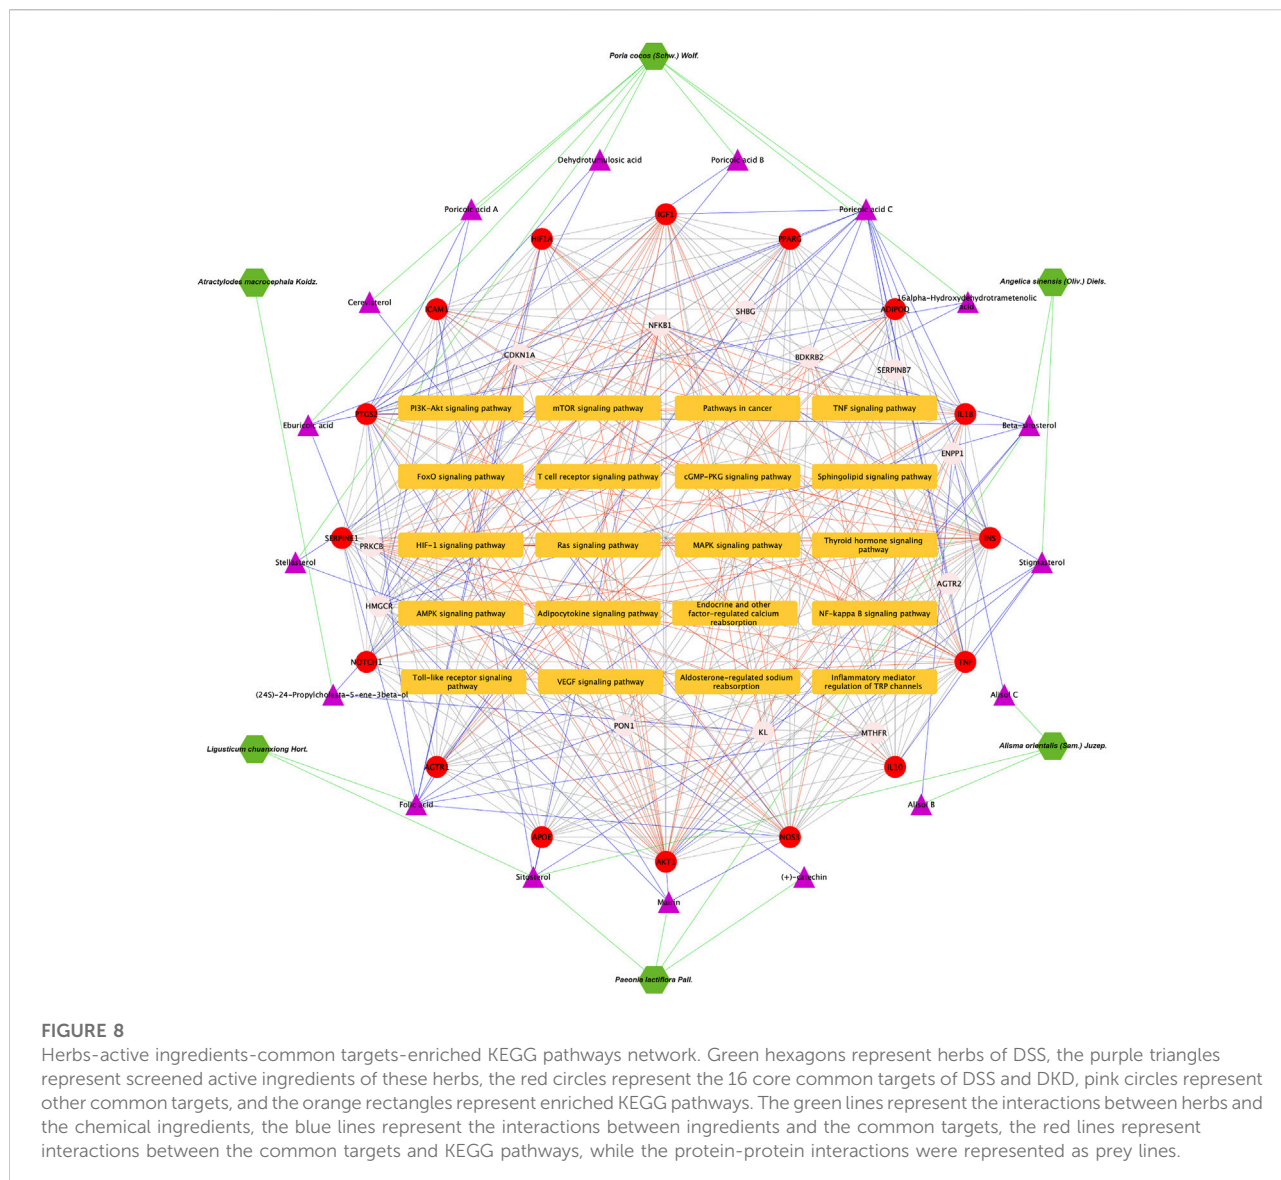 Poria cocos (Schw.) Wolf.
Dehydrotumulosic acid
Poricoic acid B
Poricoic acid A
Poricoic acid C
IGF1
HIF1A
PPARG
Atractylodes macrocephala Koidz.
Angelica sinensis (Oliv.) Diels.
Cerevisterol
16alpha-Hydroxydehydrotrametenolic
acid
ICAM1
ADIPOQ
SHBG
NFKB1
CDKN1A
BDKRB2
SERPINB7
PTGS2
PI3K-Akt signaling pathway
mTOR signaling pathway
Pathways in cancer
TNF signaling pathway
IL1B
Eburicoic acid
Beta-sitosterol
ENPP1
FoxO signaling pathway
T cell receptor signaling pathway
cGMP-PKG signaling pathway
Sphingolipid signaling pathway
SERPINE1
INS
PRKCB
HIF-1 signaling pathway
Ras signaling pathway
MAPK signaling pathway
Thyroid hormone signaling
pathway
Stellasterol
Stigmasterol
AGTR2
HMGCR
AMPK signaling pathway
Adipocytokine signaling pathway
Endocrine and other
factor-regulated calcium
reabsorption
NF-kappa B signaling pathway
NOTCH1
TNF
Toll-like receptor signaling
pathway
VEGF signaling pathway
Aldosterone-regulated sodium
reabsorption
Inflammatory mediator
regulation of TRP channels
(24S)-24-Propylcholesta-5-ene-3beta-ol
Alisol C
PON1
KL
MTHFR
Ligusticum chuanxiong Hort.
Alisma orientalis (Sam.) Juzep.
AGTR1
IL10
Folic acid
Alisol B
APOE
NOS3
AKT1
Sitosterol
(+)-catechin
Mairin
Paeonia lactiflora Pall.
FIGURE 8
Herbs-active ingredients-common targets-enriched KEGG pathways network. Green hexagons represent herbs of DSS, the purple triangles
represent screened active ingredients of these herbs, the red circles represent the 16 core common targets of DSS and DKD, pink circles represent
other common targets, and the orange rectangles represent enriched KEGG pathways. The green lines represent the interactions between herbs and
the chemical ingredients, the blue lines represent the interactions between ingredients and the common targets, the red lines represent
interactions between the common targets and KEGG pathways, while the protein-protein interactions were represented as prey lines.